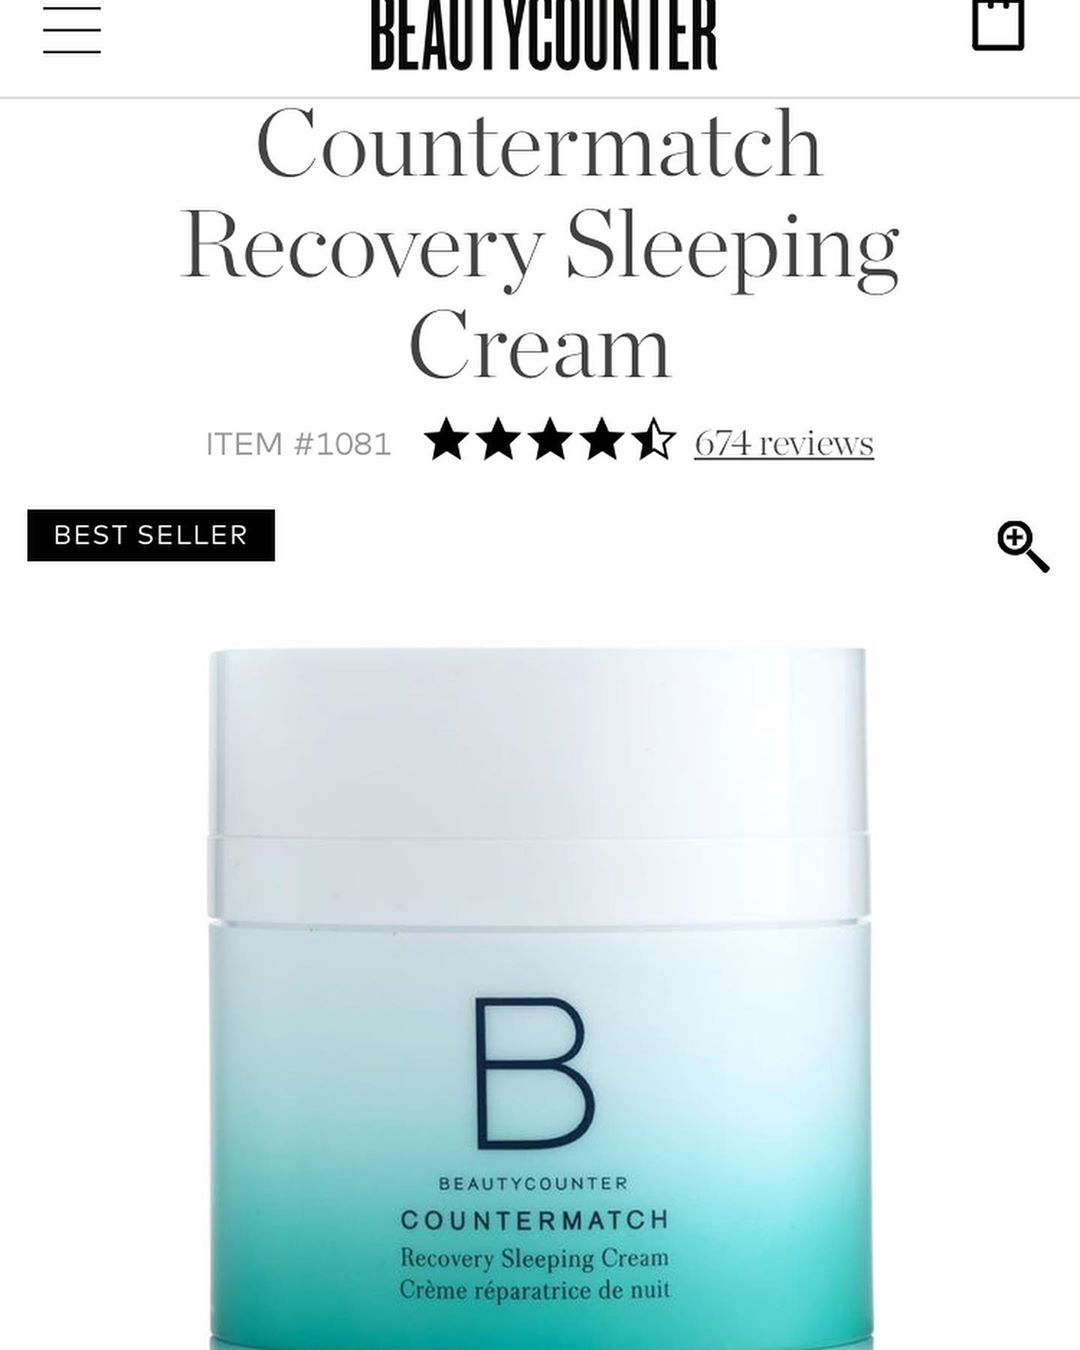 BEAUTYCOUNTER
Countermatch
Recovery Sleeping
Cream
ITEM #1081 674 reviews
BEST SELLER
B
BEAUTYCOUNTER
COUNTERMATCH
Recovery Sleeping Cream
Crème réparatrice de nuit